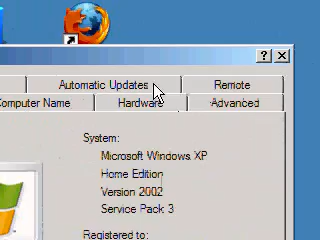 Automatic Updates Remote
Computer Name Hardware Advanced
System:
Microsoft Windows XP
Home Edition
Version 2002
Service Pack 3
Registered to: